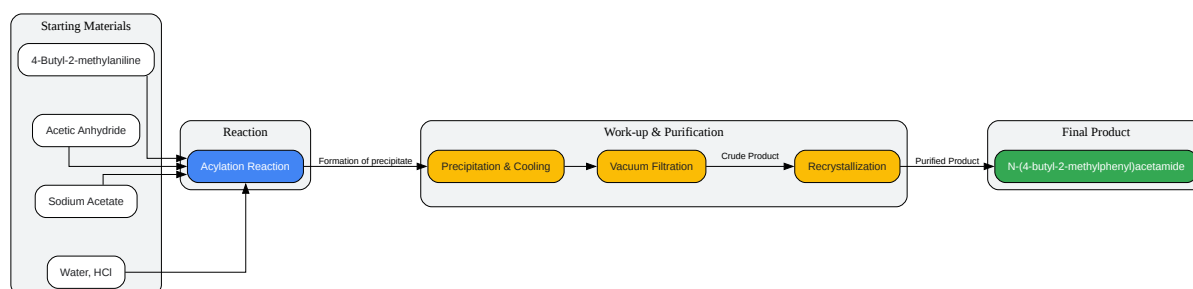 Starting Materials
4-Butyl-2-methylaniline
Acetic Anhydride
Sodium Acetate
Water, HCl
Reaction
Acylation Reaction
Formation of precipitate
Work-up & Purification
Precipitation & Cooling
Vacuum Filtration
Crude Product
Recrystallization
Purified Product
Final Product
N-(4-butyl-2-methylphenyl)acetamide